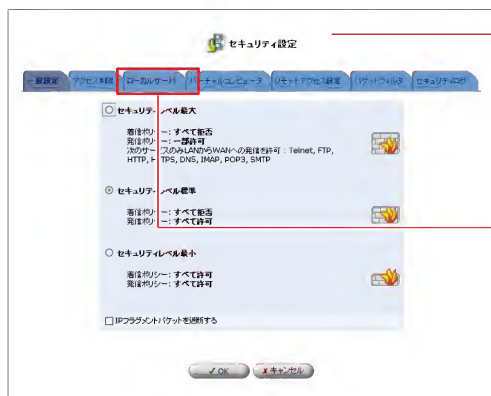 セキュリティ設定
一般設定 アクセス制限 ローカルサーバ バーチャルコンピュータ リモートアクセス設定 パケットフィルタ セキュリティログ
セキュリティレベル最大
着信ポリシー: すべて拒否
発信ポリシー: 一部許可
次のサービスのみLANからWANへの発信を許可 : Telnet, FTP,
HTTP, HTTPS, DNS, IMAP, POP3, SMTP
セキュリティレベル標準
着信ポリシー: すべて拒否
発信ポリシー: すべて許可
セキュリティレベル最小
着信ポリシー: すべて許可
発信ポリシー: すべて許可
IPフラグメントパケットを遮断する
OK キャンセル